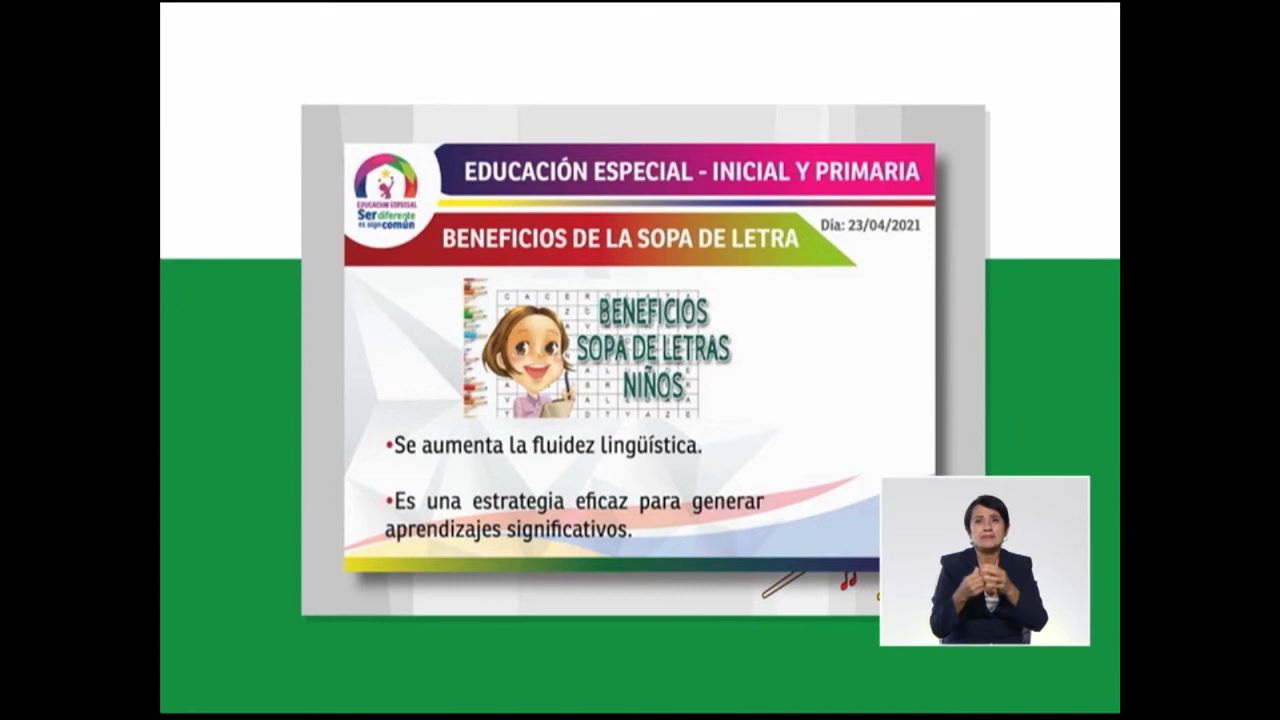 EDUCACIÓN ESPECIAL - INICIAL Y PRIMARIA
EDUCACIÓN ESPECIAL
Ser diferente
es algo común
BENEFICIOS DE LA SOPA DE LETRA
Día: 23/04/2021
C A C E R O L A T A
BENEFICIOS
SOPA DE LETRAS
NIÑOS
•Se aumenta la fluidez lingüística.
•Es una estrategia eficaz para generar
aprendizajes significativos.